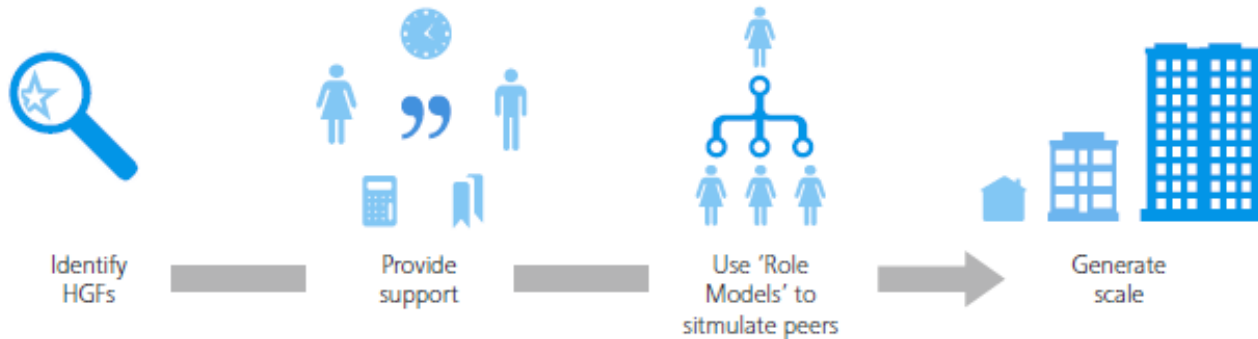 Identify
HGFs
Provide
support
Use ‘Role
Models’ to
sitmulate peers
Generate
scale